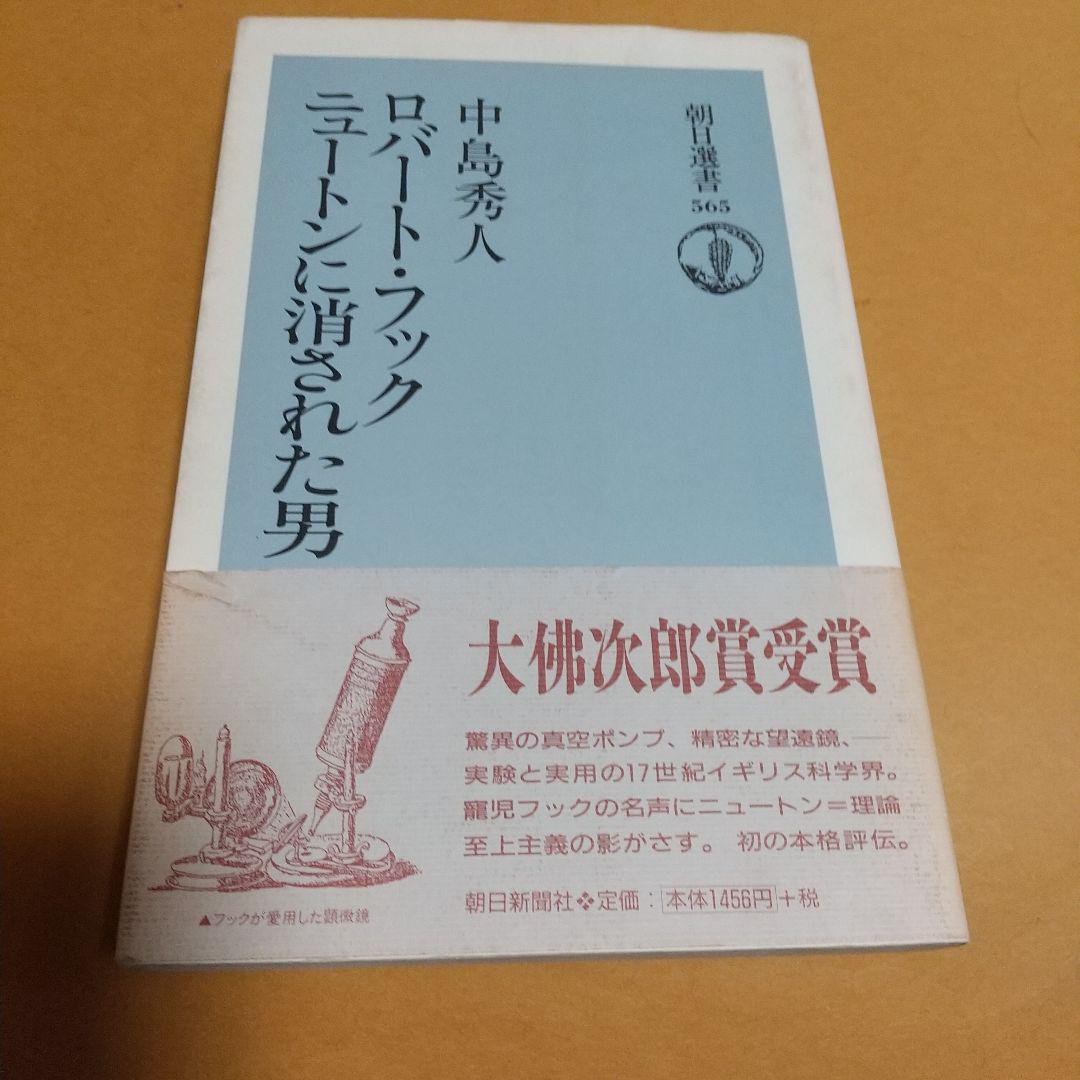 朝日選書
565
中島秀人
ロバート・フック
ニュートンに消された男
大佛次郎賞受賞
驚異の真空ポンプ、精密な望遠鏡、―
実験と実用の17世紀イギリス科学界。
寵児フックの名声にニュートン=理論
至上主義の影がさす。 初の本格評伝。
朝日新聞社❖定価:本体1456円+税
▲フックが愛用した顕微鏡